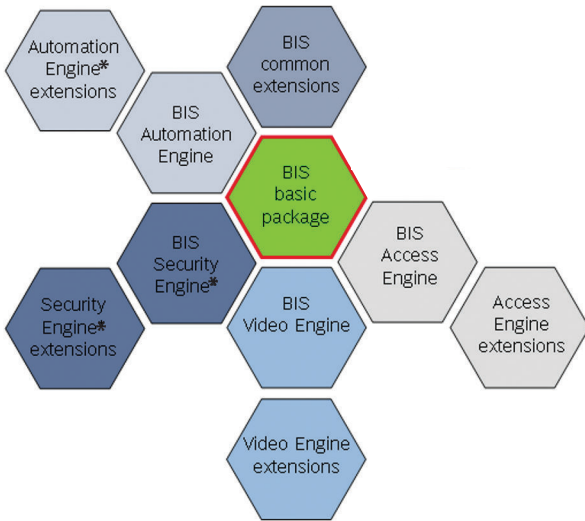 Automation
Engine*
extensions
BIS
common
extensions
BIS
Automation
Engine
BIS
basic
package
BIS
Security
Engine*
BIS
Access
Engine
Security
Engine*
extensions
BIS
Video Engine
Access
Engine
extensions
Video Engine
extensions